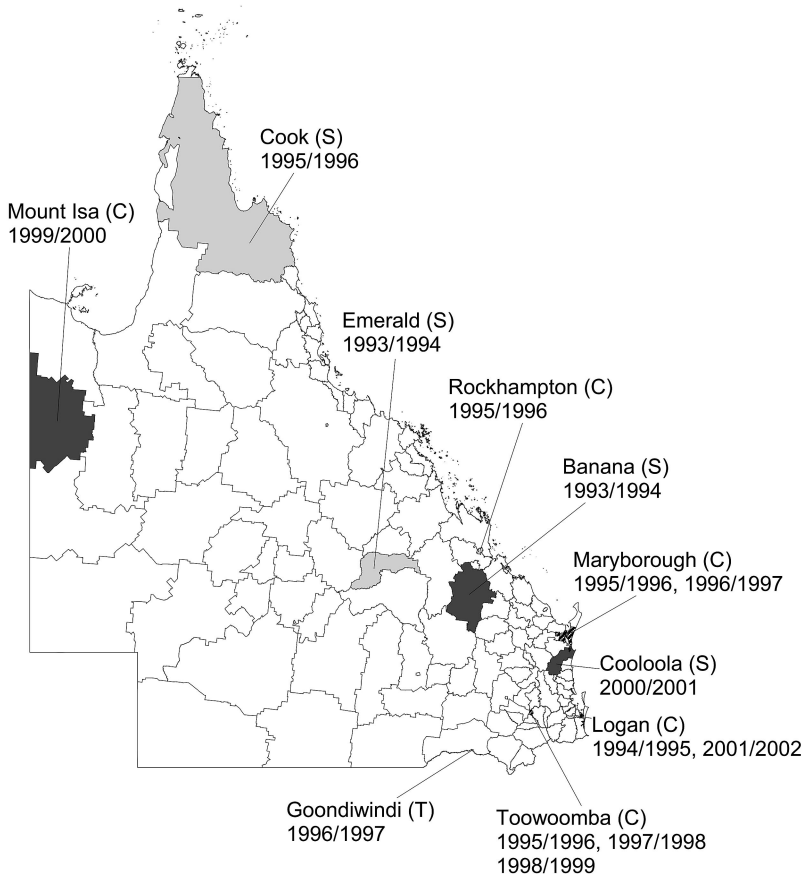 Cook (S)
1995/1996
Mount Isa (C)
1999/2000
Emerald (S)
1993/1994
Rockhampton (C)
1995/1996
Banana (S)
1993/1994
Maryborough (C)
1995/1996, 1996/1997
Cooloola (S)
2000/2001
Logan (C)
1994/1995, 2001/2002
Goondiwindi (T)
1996/1997
Toowoomba (C)
1995/1996, 1997/1998
1998/1999